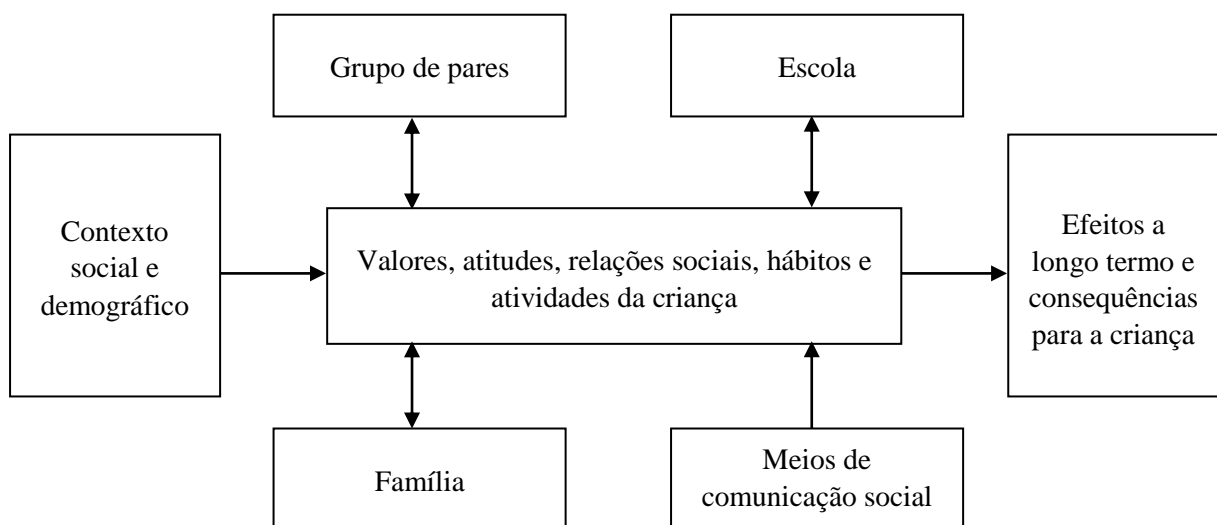 Grupo de pares
Escola
Contexto
social e
demográfico
Valores, atitudes, relações sociais, hábitos e
atividades da criança
Efeitos a
longo termo e
consequências
para a criança
Família
Meios de
comunicação social